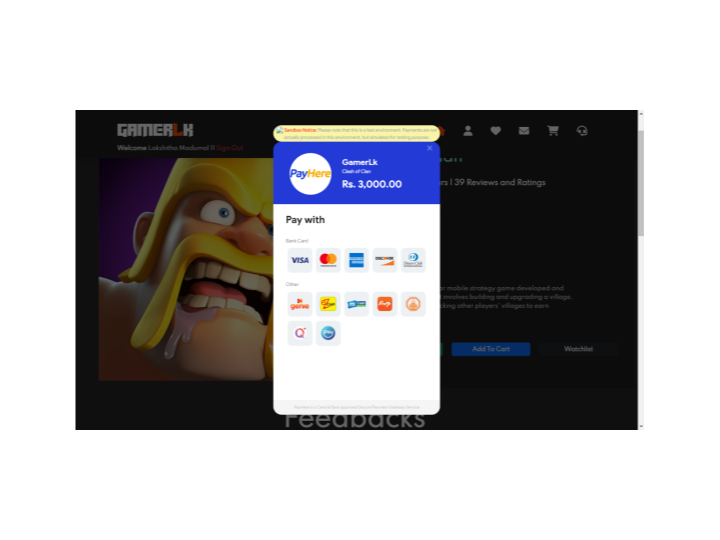 GAMERLK
Welcome Lakshitha Madumal || Sign Out
Sandbox Notice: Please note that this is a test environment. Payments are not
actually processed in this environment, but simulated for testing purposes.
PayHere
GamerLk
Clash of Clan
Rs. 3,000.00
rs | 39 Reviews and Ratings
Pay with
Bank Card
VISA
DISCOVER
Other
genie
or mobile strategy game developed and
t involves building and upgrading a village,
cking other players' villages to earn
Add To Cart
Watchlist
Feedbacks